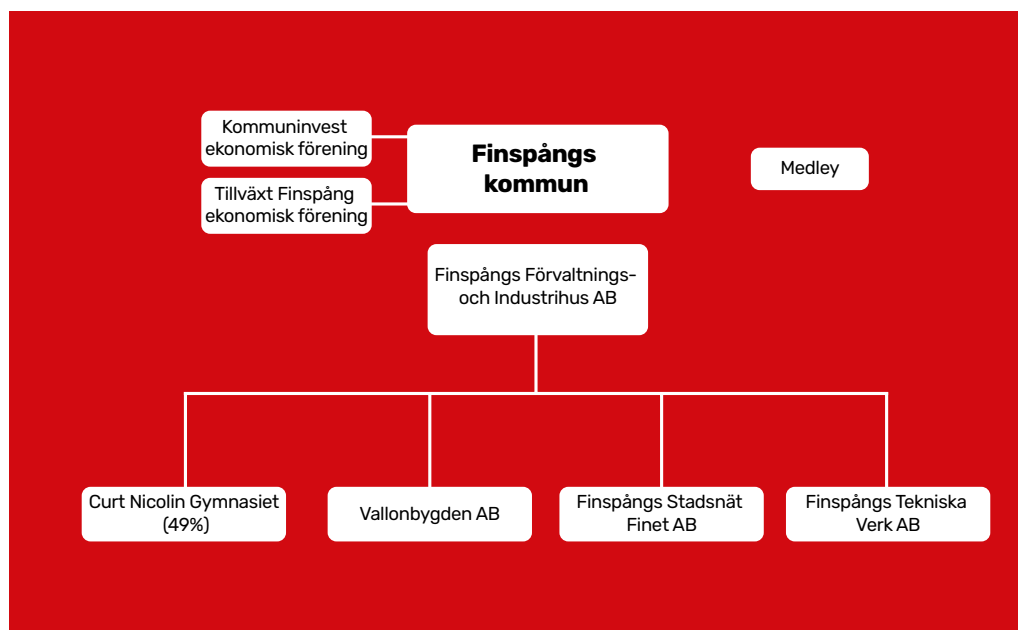 Kommuninvest
ekonomisk förening
Tillväxt Finspång
ekonomisk förening
Finspångs
kommun
Medley
Finspångs Förvaltnings-
och Industrihus AB
Curt Nicolin Gymnasiet
(49%)
Vallonbygden AB
Finspångs Stadsnät
Finet AB
Finspångs Tekniska
Verk AB